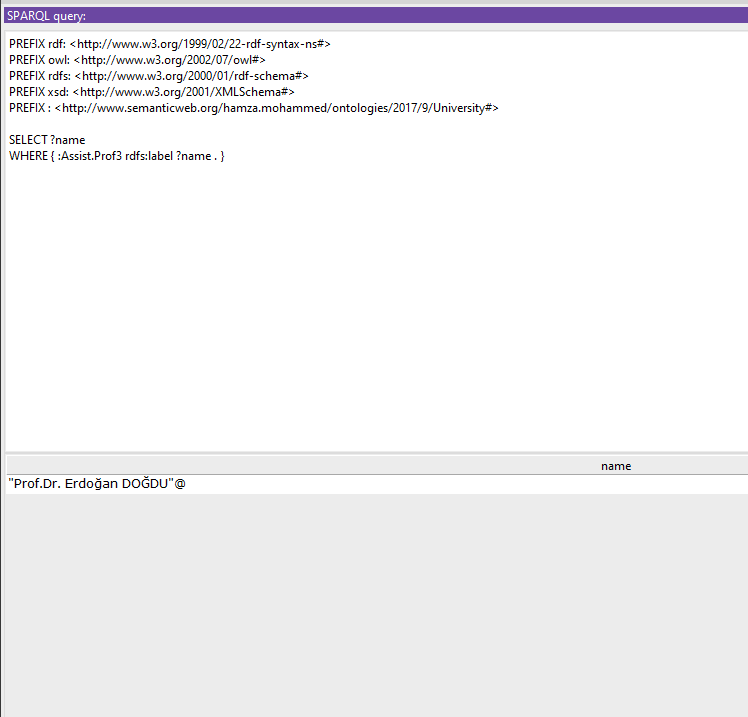 SPARQL query:
PREFIX rdf: <http://www.w3.org/1999/02/22-rdf-syntax-ns#>
PREFIX owl: <http://www.w3.org/2002/07/owl#>
PREFIX rdfs: <http://www.w3.org/2000/01/rdf-schema#>
PREFIX xsd: <http://www.w3.org/2001/XMLSchema#>
PREFIX : <http://www.semanticweb.org/hamza.mohammed/ontologies/2017/9/University#>
SELECT ?name
WHERE { :Assist.Prof3 rdfs:label ?name . }
name
"Prof.Dr. Erdoğan DOĞDU"@